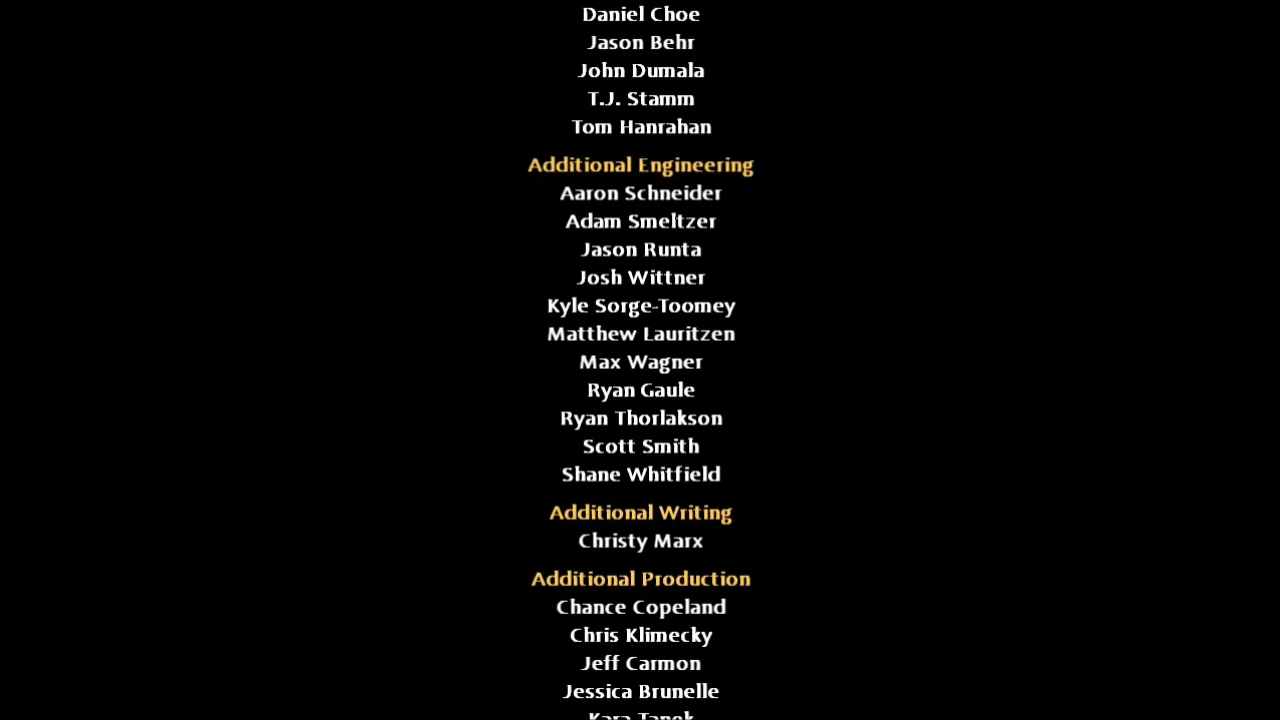 Daniel Choe
Jason Behr
John Dumala
T.J. Stamm
Tom Hanrahan
Additional Engineering
Aaron Schneider
Adam Smeltzer
Jason Runta
Josh Wittner
Kyle Sorge-Toomey
Matthew Lauritzen
Max Wagner
Ryan Gaule
Ryan Thorlakson
Scott Smith
Shane Whitfield
Additional Writing
Christy Marx
Additional Production
Chance Copeland
Chris Klimecky
Jeff Carmon
Jessica Brunelle
Kara Tanek